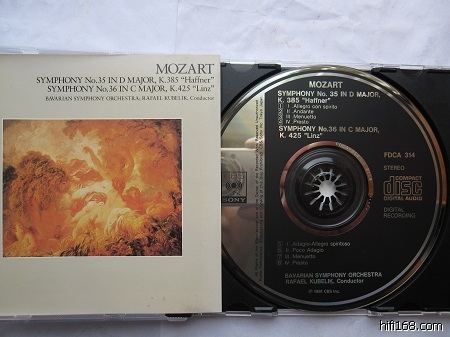 MOZART
SYMPHONY No.35 IN D MAJOR, K.385 "Haffner"
SYMPHONY No.36 IN C MAJOR, K.425 "Linz"
BAVARIAN SYMPHONY ORCHESTRA; RAFAEL KUBELIK, Conductor
MOZART
SYMPHONY No. 35 IN D MAJOR,
K. 385 "Haffner"
I .Allegro con spirito
II .Andante
III .Menuetto
IV .Presto
SYMPHONY No.36 IN C MAJOR,
K. 425 "Linz"
FDCA 314
STEREO
COMPACT
disc
DIGITAL AUDIO
DIGITAL
RECORDING
SONY
I .Adagio;Allegro spiritoso
II .Poco Adagio
III .Menuetto
IV .Presto
BAVARIAN SYMPHONY ORCHESTRA
RAFAEL KUBELIK, Conductor
CBS Inc.
hifi168.com